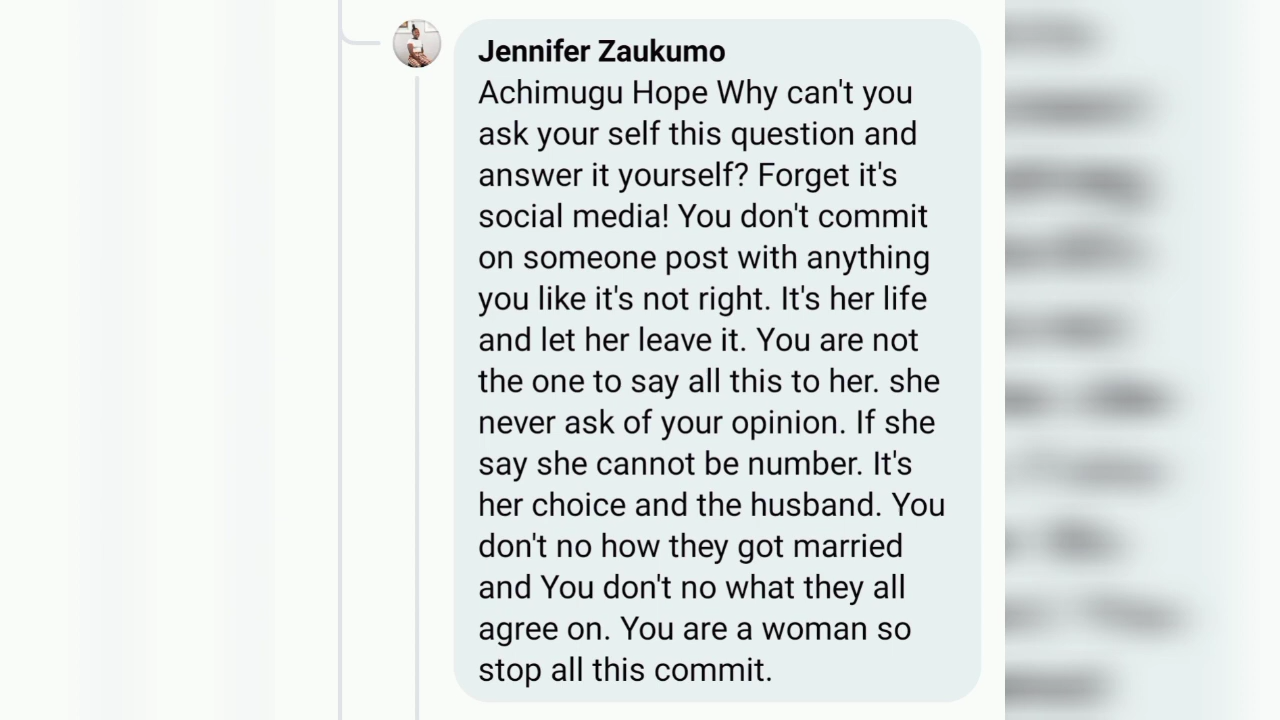 Jennifer Zaukumo
Achimugu Hope Why can't you
ask your self this question and
answer it yourself? Forget it's
social media! You don't commit
on someone post with anything
you like it's not right. It's her life
and let her leave it. You are not
the one to say all this to her. she
never ask of your opinion. If she
say she cannot be number. It's
her choice and the husband. You
don't no how they got married
and You don't no what they all
agree on. You are a woman so
stop all this commit.